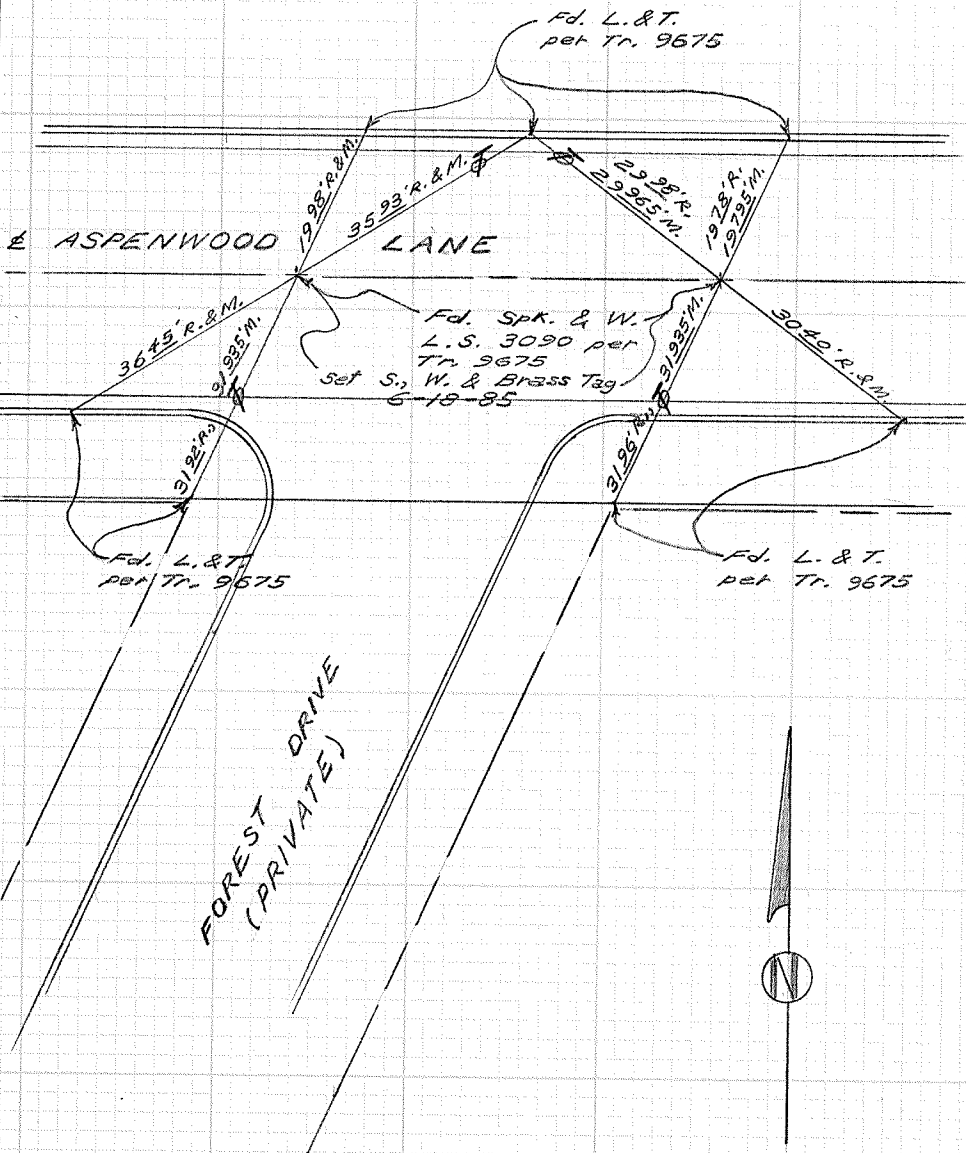 Fd. L. & T.
per Tr. 9675
19 98' R. & M.
35 93' R. & M.
29 98' R.
29 965' M.
19 78' R.
19 795' M.
℄ ASPENWOOD LANE
36 45' R. & M.
31 935' M.
31 92' R.,
Fd. Spk. & W.
L.S. 3090 per
Tr. 9675
Set S., W. & Brass Tag
6-18-85
31 935' M.
31 96' R.,
30 40' R. & M.
Fd. L. & T.
per Tr. 9675
Fd. L. & T.
per Tr. 9675
FOREST DRIVE
(PRIVATE)
N